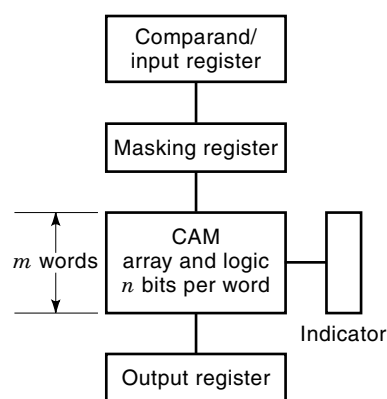 Comparand/
input register
Masking register
CAM
array and logic
n bits per word
m words
Indicator
Output register